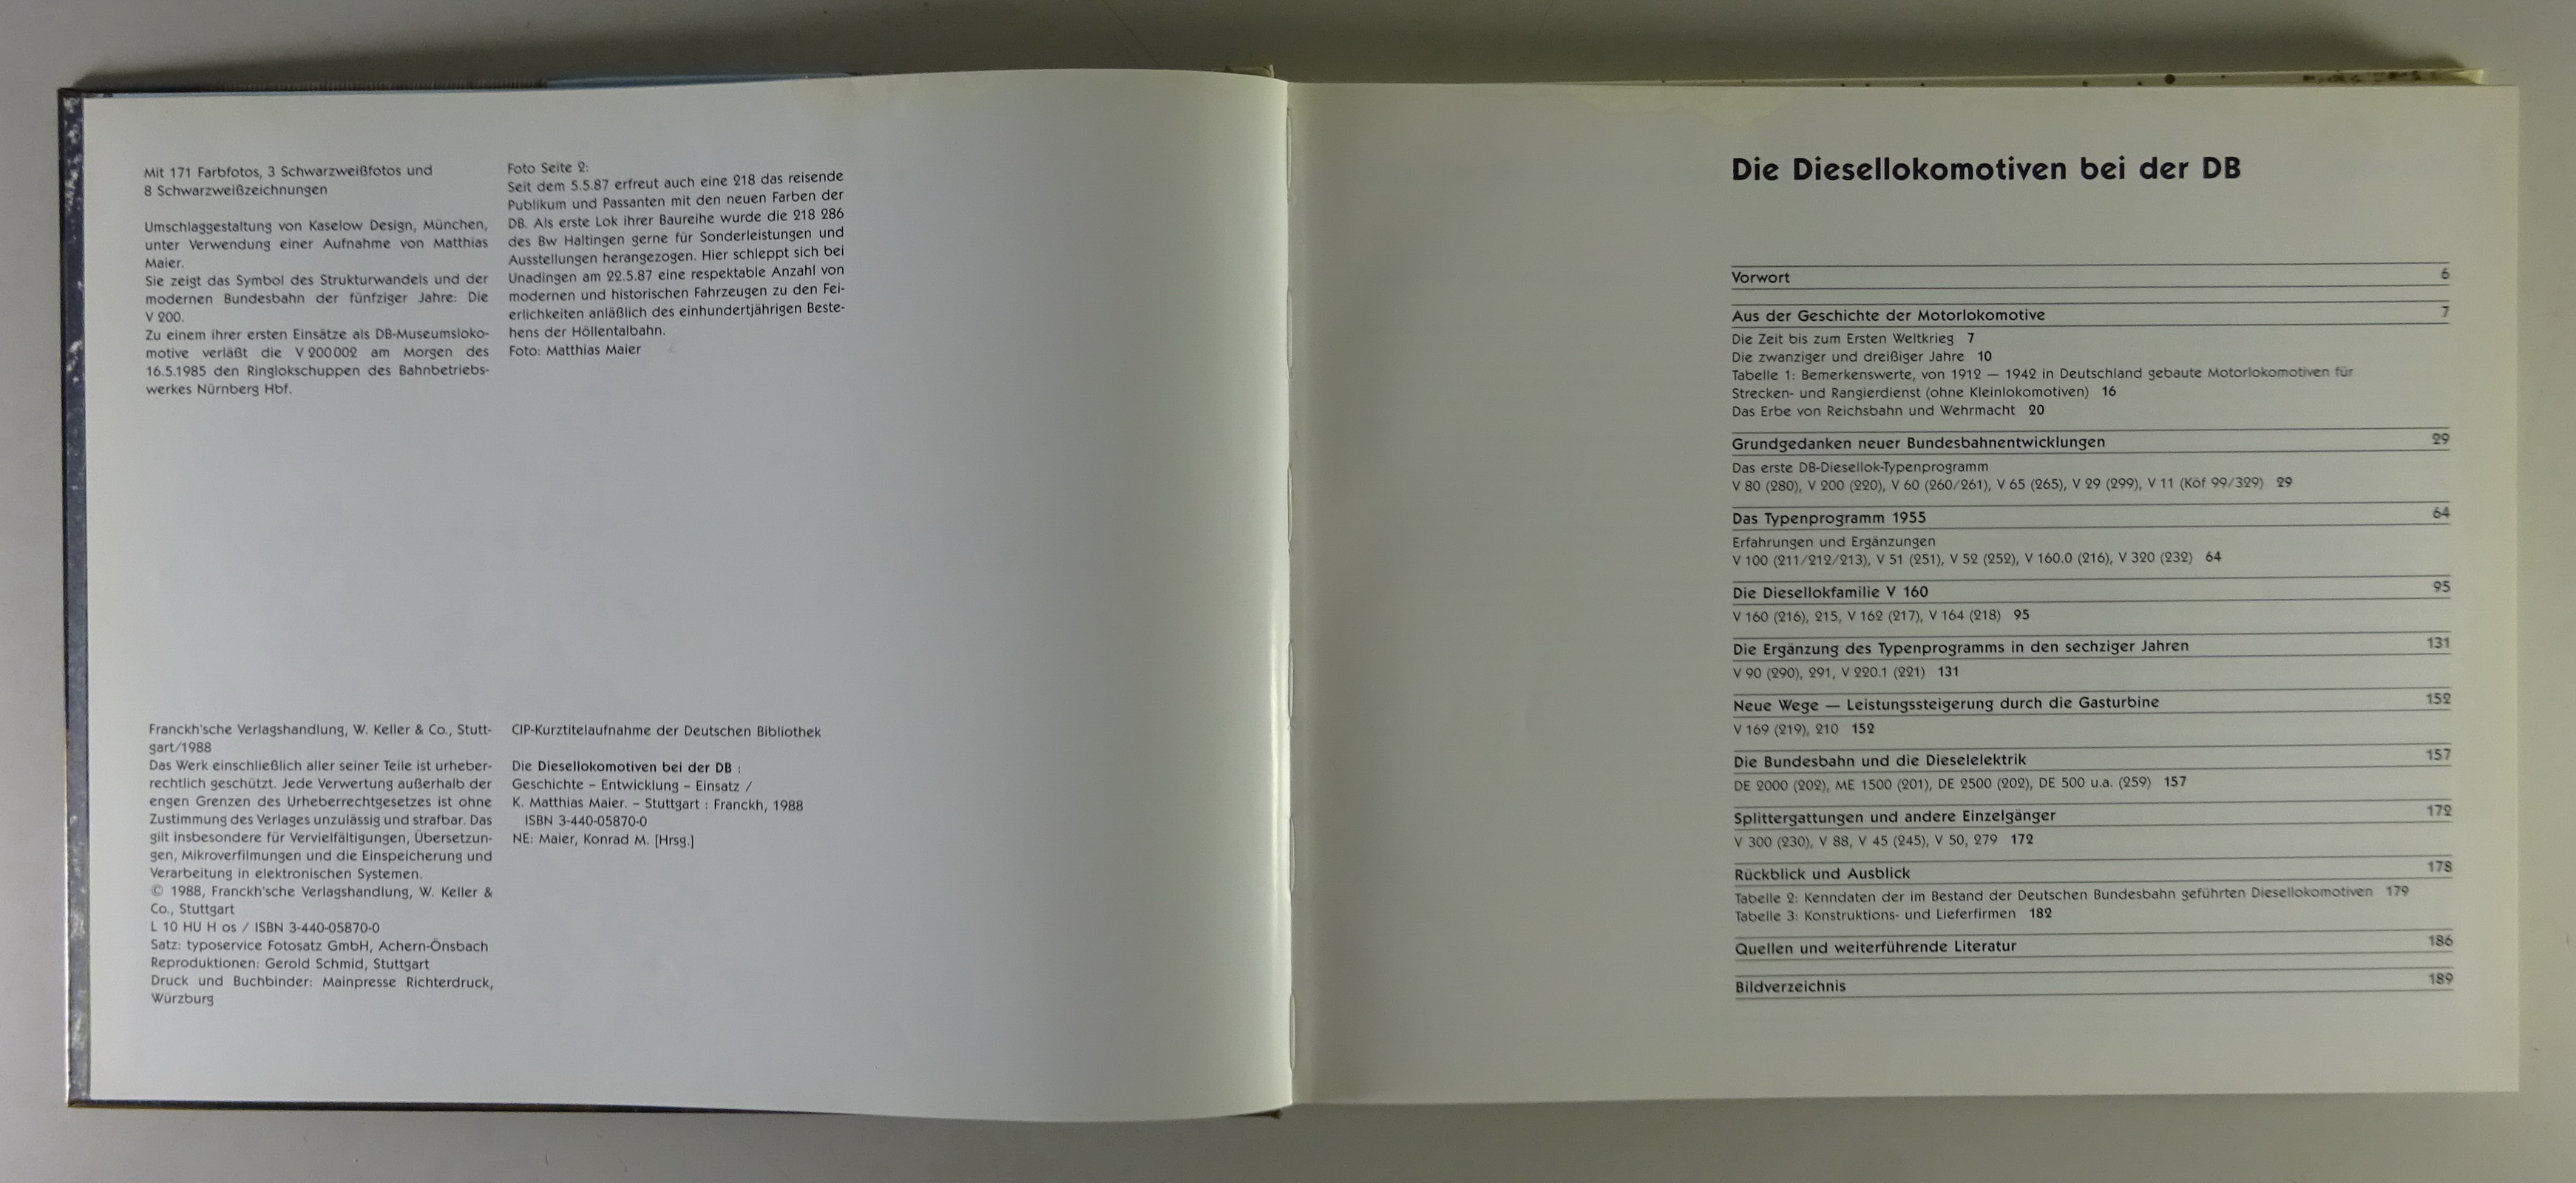 Mit 171 Farbfotos, 3 Schwarzweißfotos und
8 Schwarzweißzeichnungen
Umschlaggestaltung von Kaselow Design, München,
unter Verwendung einer Aufnahme von Matthias
Maier.
Sie zeigt das Symbol des Strukturwandels und der
modernen Bundesbahn der fünfziger Jahre: Die
V 200.
Zu einem ihrer ersten Einsätze als DB-Museumsloko-
motive verläßt die V 200002 am Morgen des
16.5.1985 den Ringlokschuppen des Bahnbetriebs-
werkes Nürnberg Hbf.
Foto Seite 2:
Seit dem 5.5.87 erfreut auch eine 218 das reisende
Publikum und Passanten mit den neuen Farben der
DB. Als erste Lok ihrer Baureihe wurde die 218 286
des Bw Haltingen gerne für Sonderleistungen und
Ausstellungen herangezogen. Hier schleppt sich bei
Unadingen am 22.5.87 eine respektable Anzahl von
modernen und historischen Fahrzeugen zu den Fei-
erlichkeiten anläßlich des einhundertjährigen Beste-
hens der Höllentalbahn.
Foto: Matthias Maier
Franckh'sche Verlagshandlung, W. Keller & Co., Stutt-
gart/1988
Das Werk einschließlich aller seiner Teile ist urheber-
rechtlich geschützt. Jede Verwertung außerhalb der
engen Grenzen des Urheberrechtgesetzes ist ohne
Zustimmung des Verlages unzulässig und strafbar. Das
gilt insbesondere für Vervielfältigungen, Übersetzun-
gen, Mikroverfilmungen und die Einspeicherung und
Verarbeitung in elektronischen Systemen.
© 1988, Franckh'sche Verlagshandlung, W. Keller &
Co., Stuttgart
L 10 HU H os / ISBN 3-440-05870-0
Satz: typoservice Fotosatz GmbH, Achern-Önsbach
Reproduktionen: Gerold Schmid, Stuttgart
Druck und Buchbinder: Mainpresse Richterdruck,
Würzburg
CIP-Kurztitelaufnahme der Deutschen Bibliothek
Die Diesellokomotiven bei der DB :
Geschichte – Entwicklung – Einsatz /
K. Matthias Maier. – Stuttgart : Franckh, 1988
ISBN 3-440-05870-0
NE: Maier, Konrad M. [Hrsg.]
Die Diesellokomotiven bei der DB
Vorwort 6
Aus der Geschichte der Motorlokomotive 7
Die Zeit bis zum Ersten Weltkrieg 7
Die zwanziger und dreißiger Jahre 10
Tabelle 1: Bemerkenswerte, von 1912 — 1942 in Deutschland gebaute Motorlokomotiven für
Strecken- und Rangierdienst (ohne Kleinlokomotiven) 16
Das Erbe von Reichsbahn und Wehrmacht 20
Grundgedanken neuer Bundesbahnentwicklungen 29
Das erste DB-Diesellok-Typenprogramm
V 80 (280), V 200 (220), V 60 (260/261), V 65 (265), V 29 (299), V 11 (Köf 99/329) 29
Das Typenprogramm 1955 64
Erfahrungen und Ergänzungen
V 100 (211/212/213), V 51 (251), V 52 (252), V 160.0 (216), V 320 (232) 64
Die Diesellokfamilie V 160 95
V 160 (216), 215, V 162 (217), V 164 (218) 95
Die Ergänzung des Typenprogramms in den sechziger Jahren 131
V 90 (290), 291, V 220.1 (221) 131
Neue Wege — Leistungssteigerung durch die Gasturbine 152
V 169 (219), 210 152
Die Bundesbahn und die Dieselelektrik 157
DE 2000 (202), ME 1500 (201), DE 2500 (202), DE 500 u.a. (259) 157
Splittergattungen und andere Einzelgänger 172
V 300 (230), V 88, V 45 (245), V 50, 279 172
Rückblick und Ausblick 178
Tabelle 2: Kenndaten der im Bestand der Deutschen Bundesbahn geführten Diesellokomotiven 179
Tabelle 3: Konstruktions- und Lieferfirmen 182
Quellen und weiterführende Literatur 186
Bildverzeichnis 189